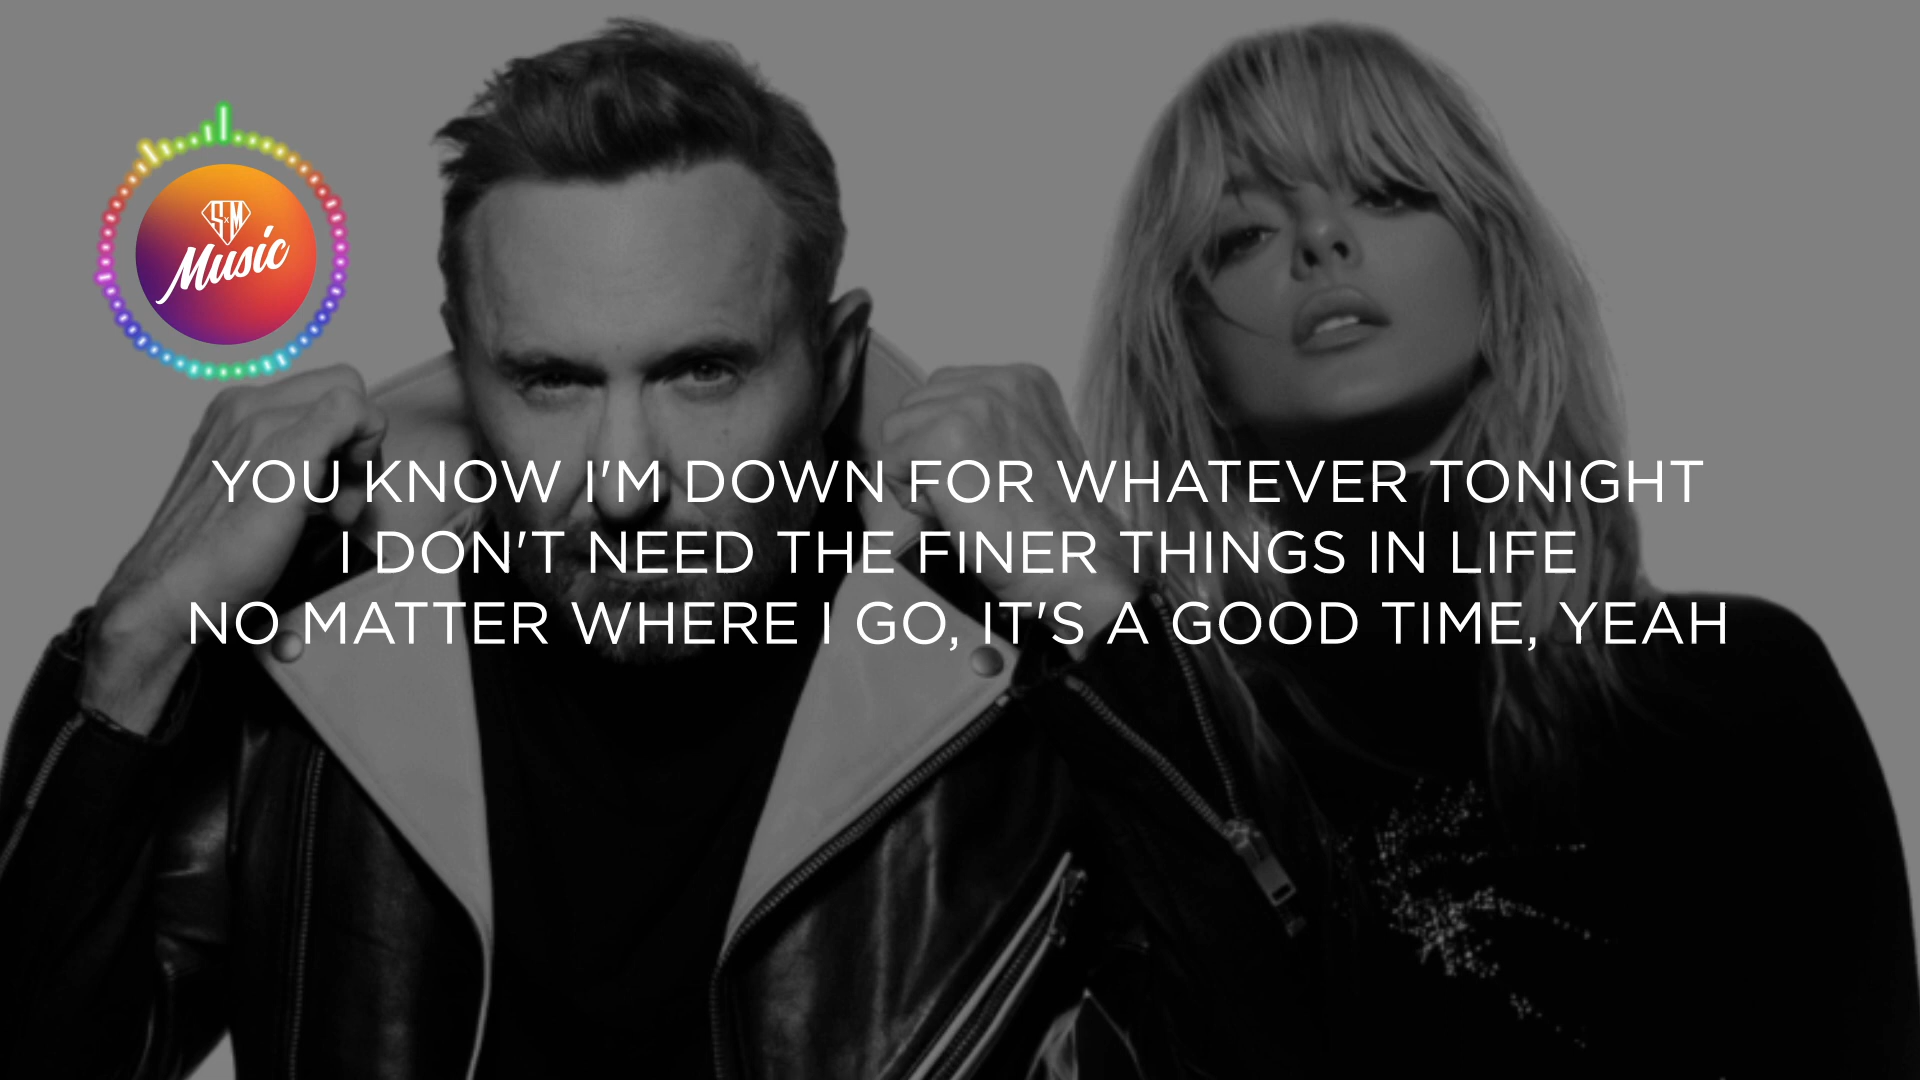 SXM
Music
YOU KNOW I'M DOWN FOR WHATEVER TONIGHT
I DON'T NEED THE FINER THINGS IN LIFE
NO MATTER WHERE I GO, IT'S A GOOD TIME, YEAH